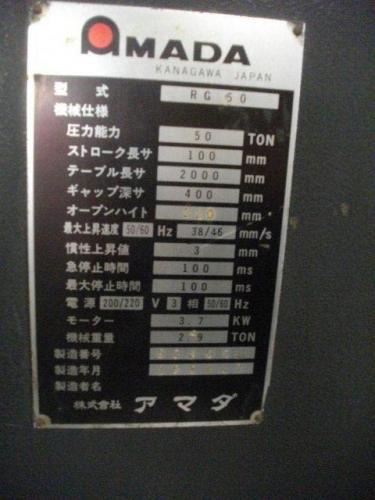 AMADA
KANAGAWA JAPAN
型式 RG 50
機械仕様
圧力能力 50 TON
ストローク長サ 100 mm
テーブル長サ 2000 mm
ギャップ深サ 400 mm
オープンハイト mm
最大上昇速度 50/60 Hz 38/46 mm/s
慣性上昇値 3 mm
急停止時間 100 ms
最大停止時間 100 ms
電源 200/220 V 3 相 50/60 Hz
モーター 3.7 KW
機械重量 2.9 TON
製造番号
製造年月
製造者名
株式会社 アマダ